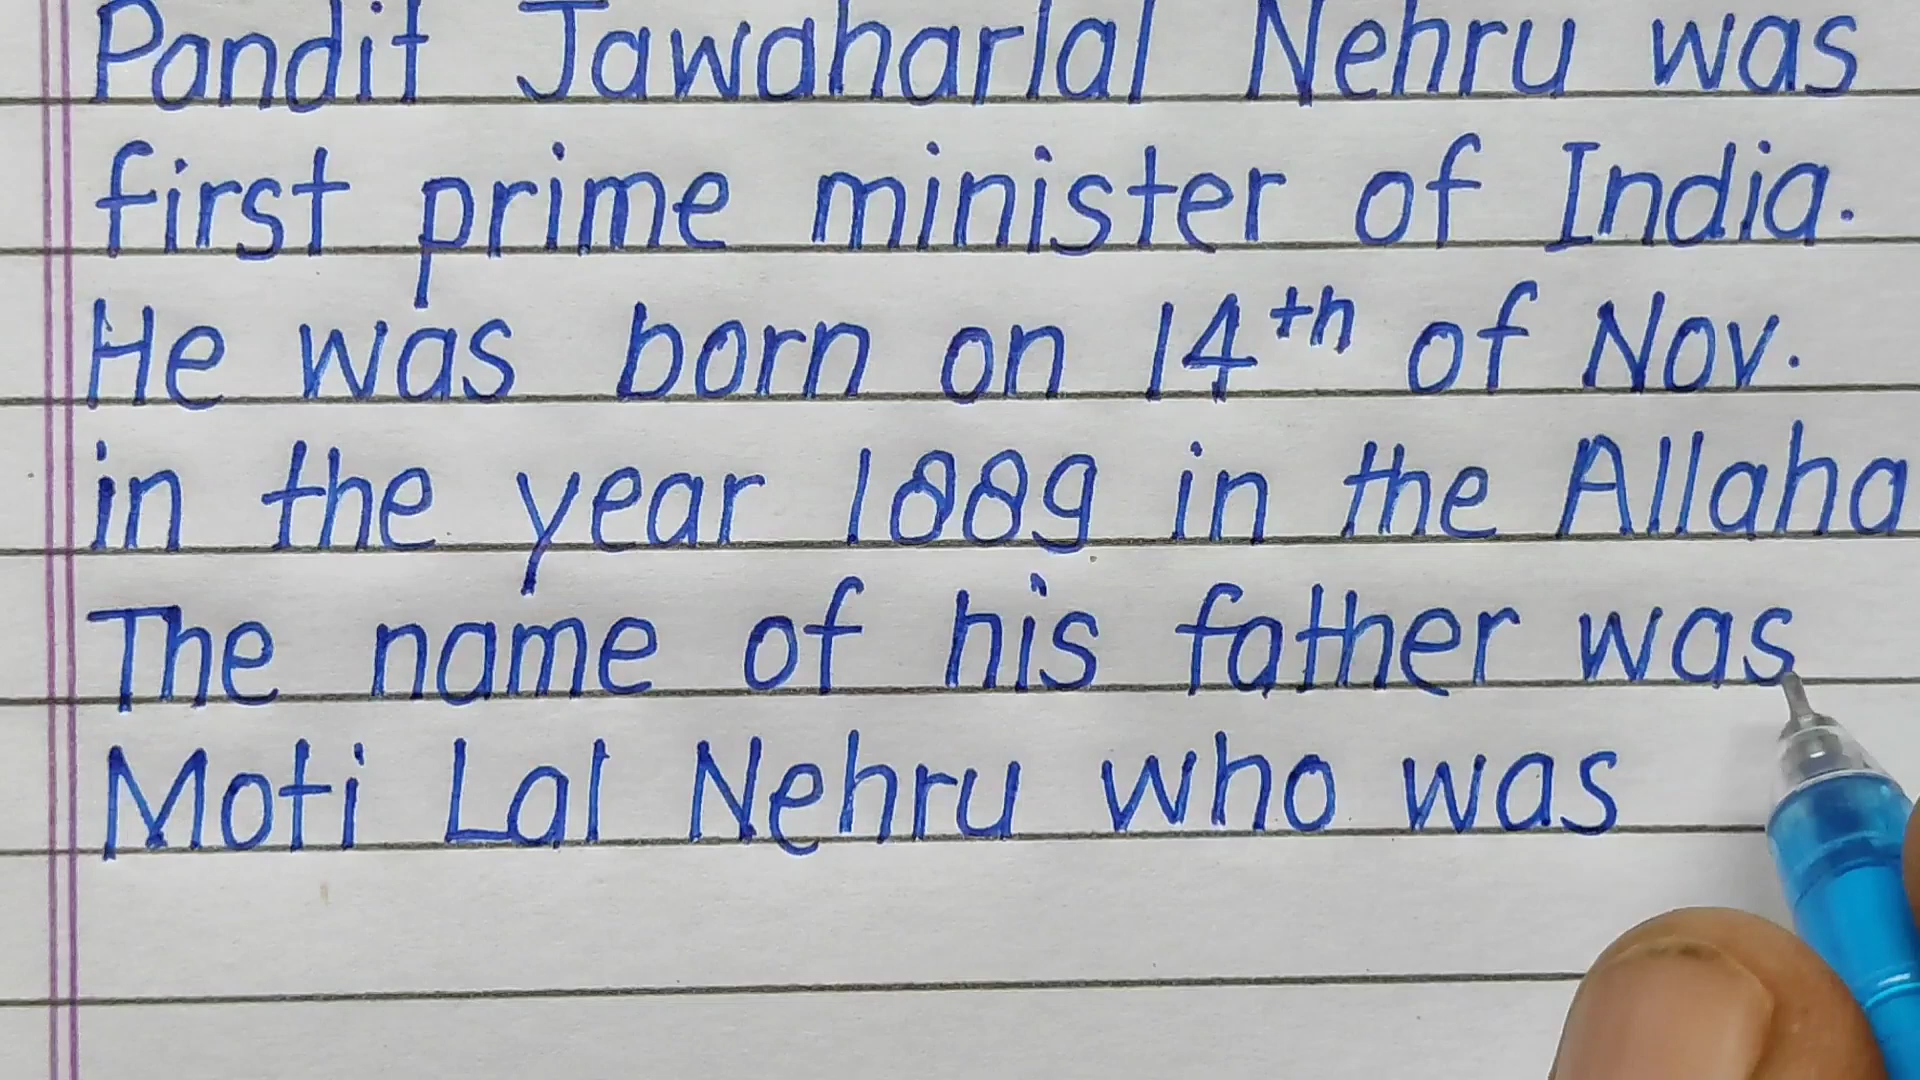 Pandit Jawaharlal Nehru was
first prime minister of India.
He was born on 14th of Nov.
in the year 1889 in the Allaha
The name of his father was
Moti Lal Nehru who was